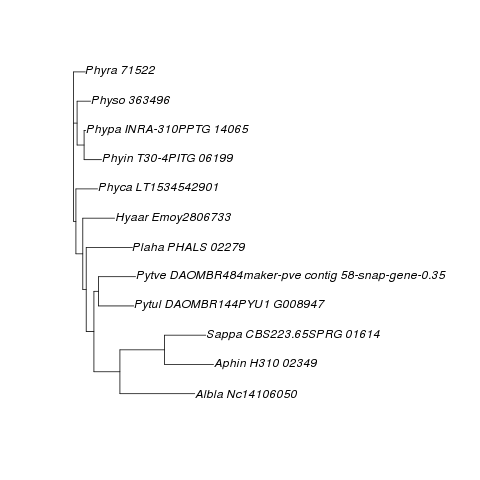 Phyra 71522
Physo 363496
Phypa INRA-310PPTG 14065
Phyin T30-4PITG 06199
Phyca LT1534542901
Hyaar Emoy2806733
Plaha PHALS 02279
Pytve DAOMBR484maker-pve contig 58-snap-gene-0.35
Pytul DAOMBR144PYU1 G008947
Sappa CBS223.65SPRG 01614
Aphin H310 02349
Albla Nc14106050